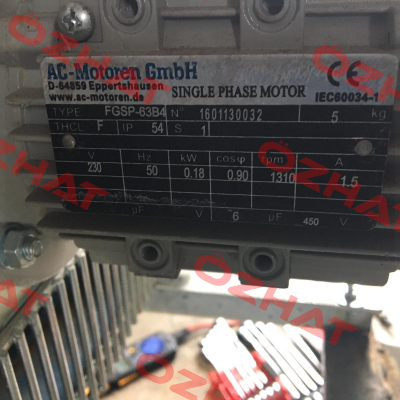 AC-Motoren GmbH
D-64859 Eppertshausen
www.ac-motoren.de SINGLE PHASE MOTOR IEC60034-1
CE
TYPE FGSP-63B4 Nº 1601130032 5 kg
THCL F IP 54 S 1
V Hz kW cosφ rpm A
230 50 0.18 0.90 1310 1.5
µF V 6 µF 450 V
OZHAT
OZHAT
OZHAT
OZHAT
OZHAT
OZHAT